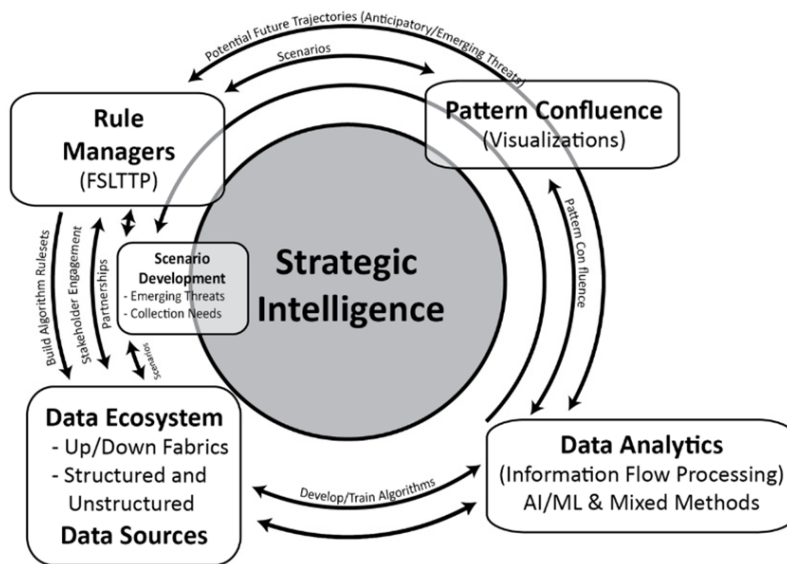 Potential Future Trajectories (Anticipatory/Emerging Threats)
Scenarios
Rule
Managers
(FSLTTP)
Pattern Confluence
(Visualizations)
Build Algorithm Rulesets
Stakeholder Engagement
Partnerships
Scenario
Development
- Emerging Threats
- Collection Needs
Strategic
Intelligence
Pattern Con fluence
Scenarios
Data Ecosystem
- Up/Down Fabrics
- Structured and
Unstructured
Data Sources
Develop/Train Algorithms
Data Analytics
(Information Flow Processing)
AI/ML & Mixed Methods